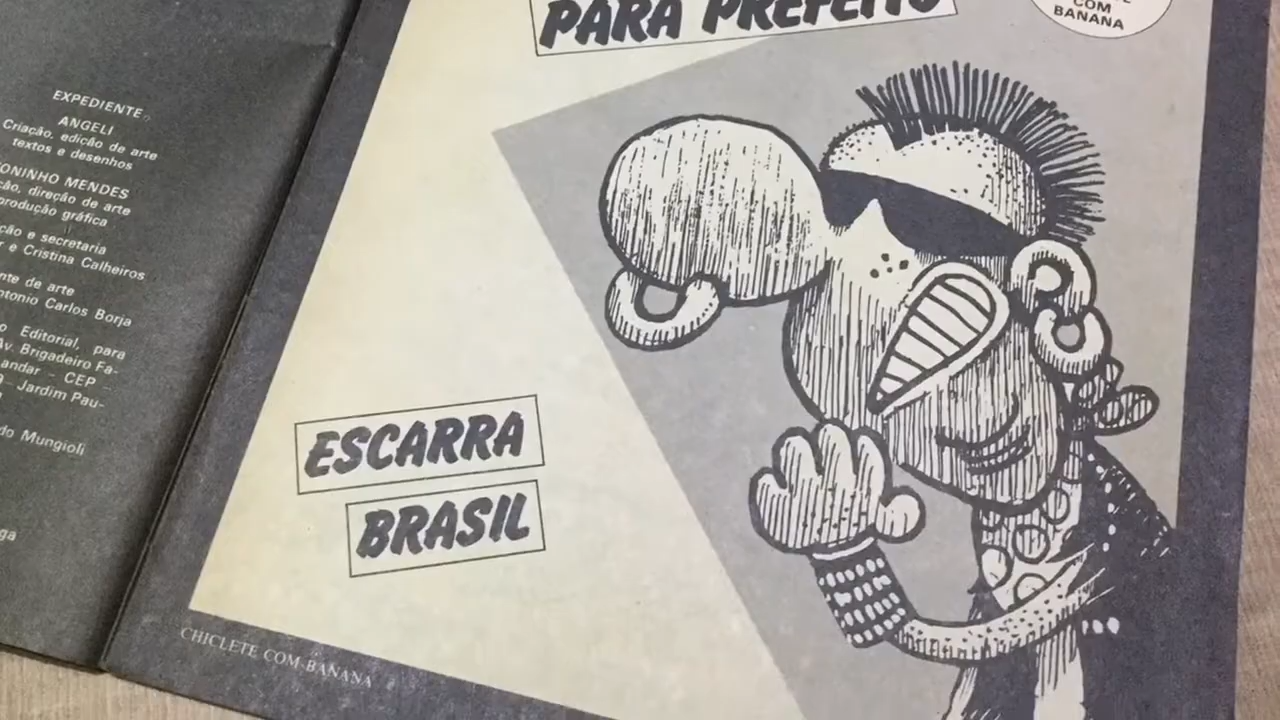 EXPEDIENTE
ANGELI
Criação, edição de arte
textos e desenhos
ONINHO MENDES
ção, direção de arte
produção gráfica
ção e secretaria
r e Cristina Calheiros
nte de arte
ntonio Carlos Borja
o Editorial, para
Av. Brigadeiro Fa-
andar CEP
Jardim Pau-
do Mungioli
ga
PARA PREFEITO
COM
BANANA
ESCARRA
BRASIL
CHICLETE COM BANANA